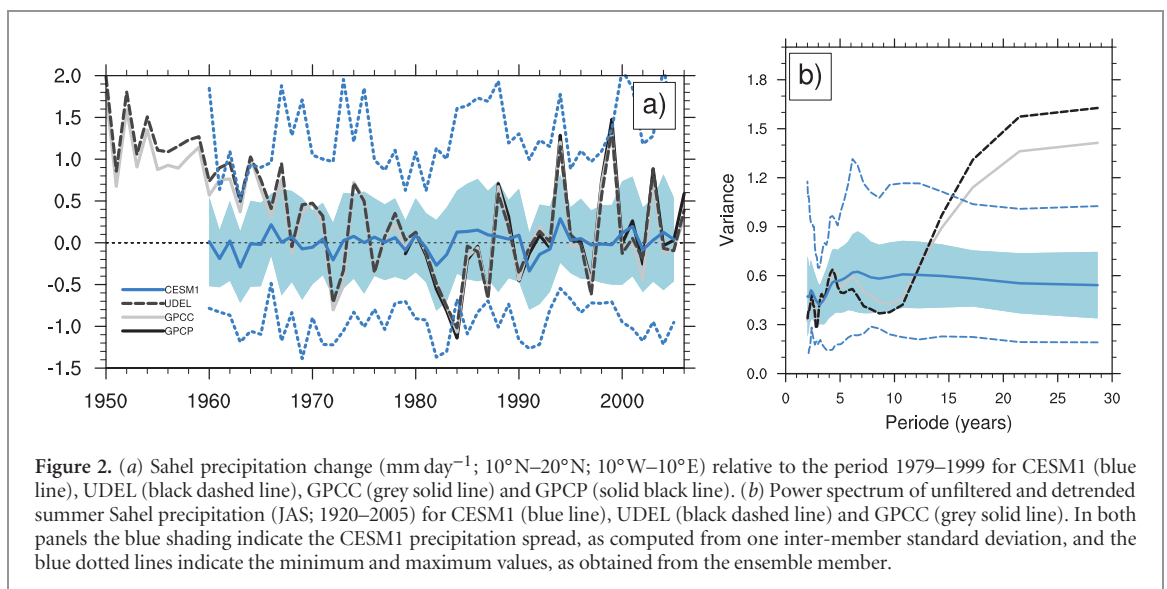 2.0
1.5
1.0
0.5
0.0
-0.5
-1.0
-1.5
1950 1960 1970 1980 1990 2000
a)
CESM1
UDEL
GPCC
GPCP
b)
Variance
1.8
1.5
1.2
0.9
0.6
0.3
0.0
0 5 10 15 20 25 30
Periode (years)
Figure 2. (a) Sahel precipitation change (mm day−1; 10°N–20°N; 10°W–10°E) relative to the period 1979–1999 for CESM1 (blue
line), UDEL (black dashed line), GPCC (grey solid line) and GPCP (solid black line). (b) Power spectrum of unfiltered and detrended
summer Sahel precipitation (JAS; 1920–2005) for CESM1 (blue line), UDEL (black dashed line) and GPCC (grey solid line). In both
panels the blue shading indicate the CESM1 precipitation spread, as computed from one inter-member standard deviation, and the
blue dotted lines indicate the minimum and maximum values, as obtained from the ensemble member.